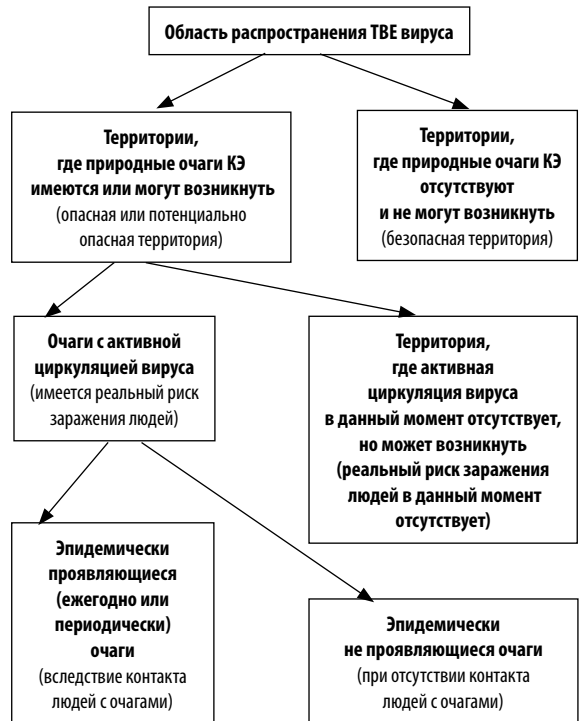 Область распространения ТВЕ вируса
Территории,
где природные очаги КЭ
имеются или могут возникнуть
(опасная или потенциально
опасная территория)
Территории,
где природные очаги КЭ
отсутствуют
и не могут возникнуть
(безопасная территория)
Очаги с активной
циркуляцией вируса
(имеется реальный риск
заражения людей)
Территория,
где активная
циркуляция вируса
в данный момент отсутствует,
но может возникнуть
(реальный риск заражения
людей в данный момент
отсутствует)
Эпидемически
проявляющиеся
(ежегодно или
периодически)
очаги
(вследствие контакта
людей с очагами)
Эпидемически
не проявляющиеся очаги
(при отсутствии контакта
людей с очагами)